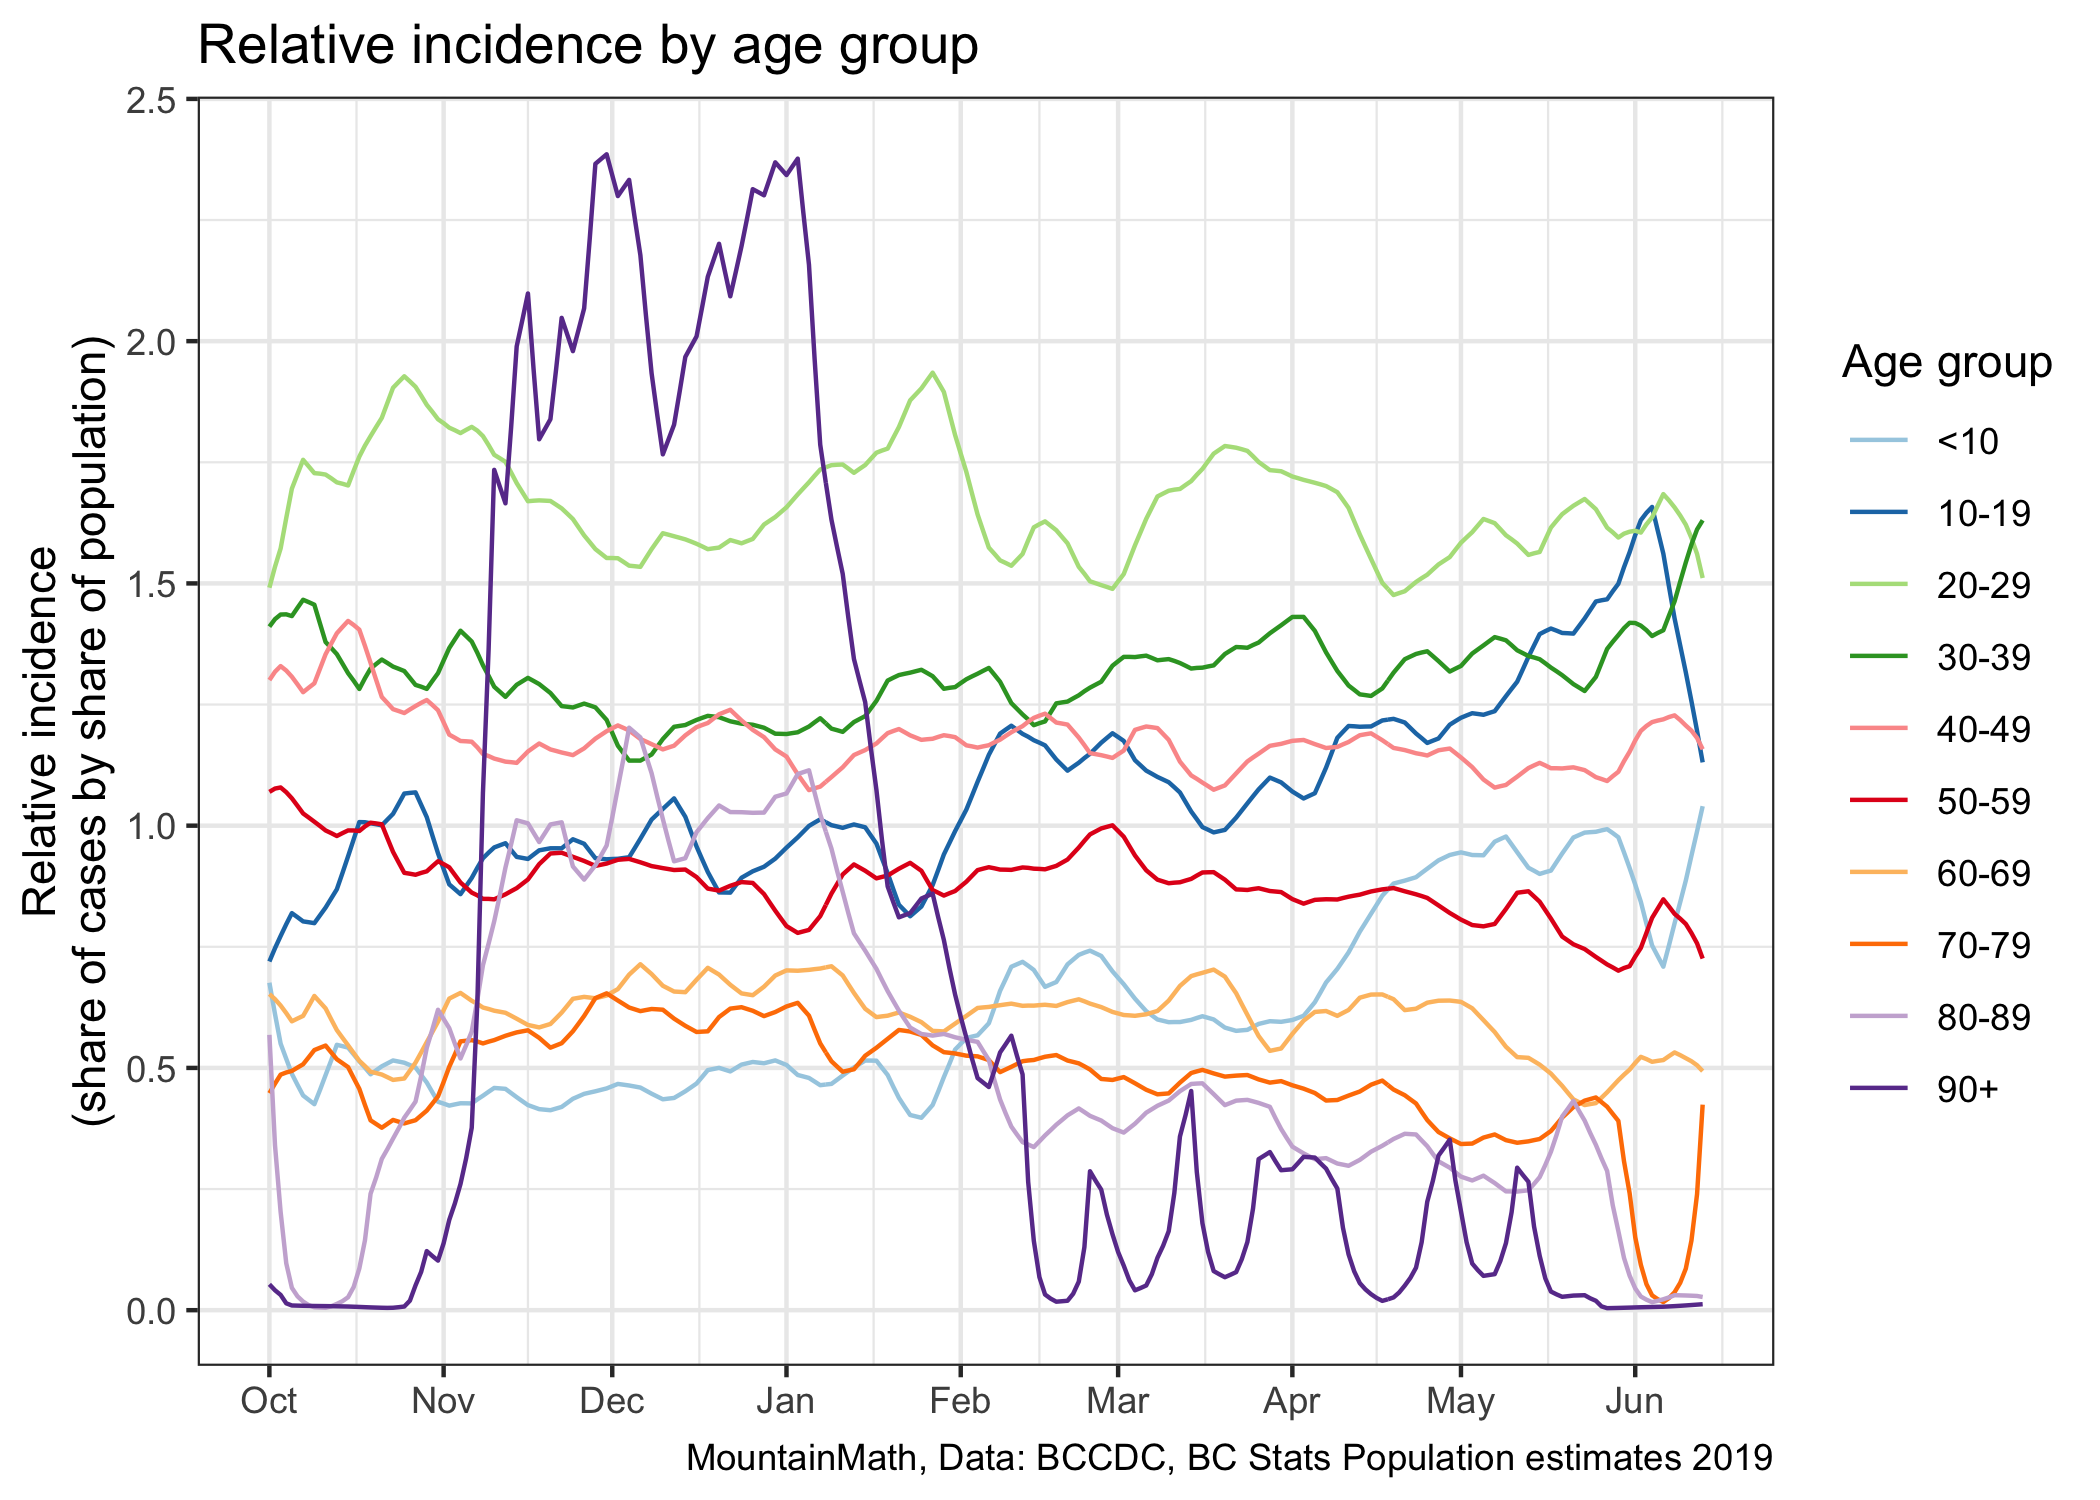 Relative incidence by age group
Relative incidence
(share of cases by share of population)
2.5
2.0
1.5
1.0
0.5
0.0
Oct Nov Dec Jan Feb Mar Apr May Jun
Age group
<10
10-19
20-29
30-39
40-49
50-59
60-69
70-79
80-89
90+
MountainMath, Data: BCCDC, BC Stats Population estimates 2019